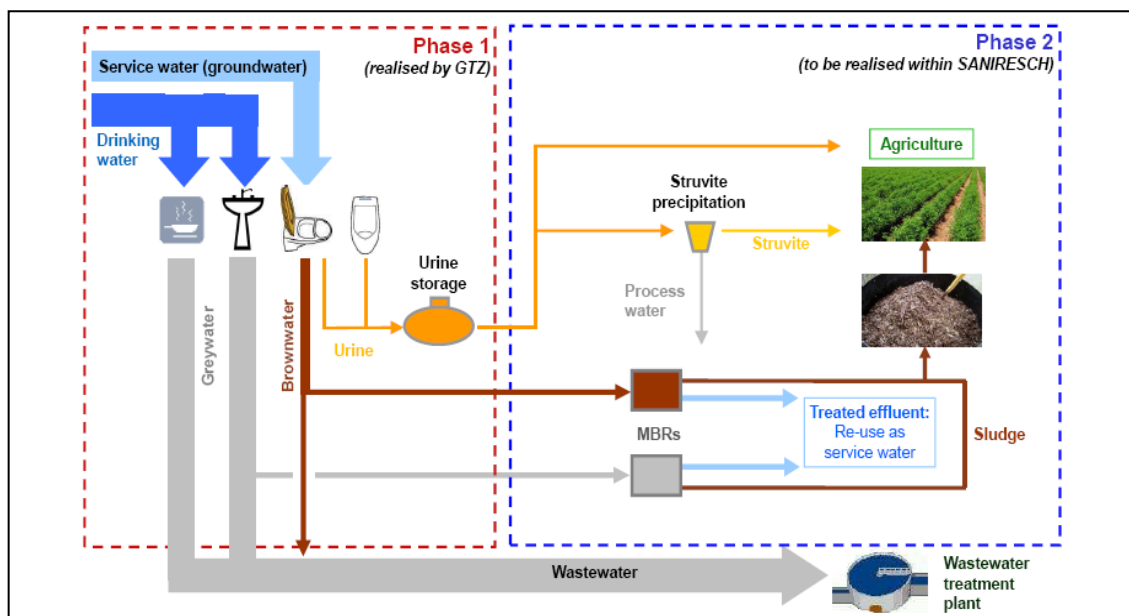 Phase 1
(realised by GTZ)
Phase 2
(to be realised within SANIRESCH)
Service water (groundwater)
Drinking
water
Agriculture
Struvite
precipitation
Struvite
Urine
storage
Process
water
Urine
Greywater
Brownwater
MBRs
Treated effluent:
Re-use as
service water
Sludge
Wastewater
Wastewater
treatment
plant